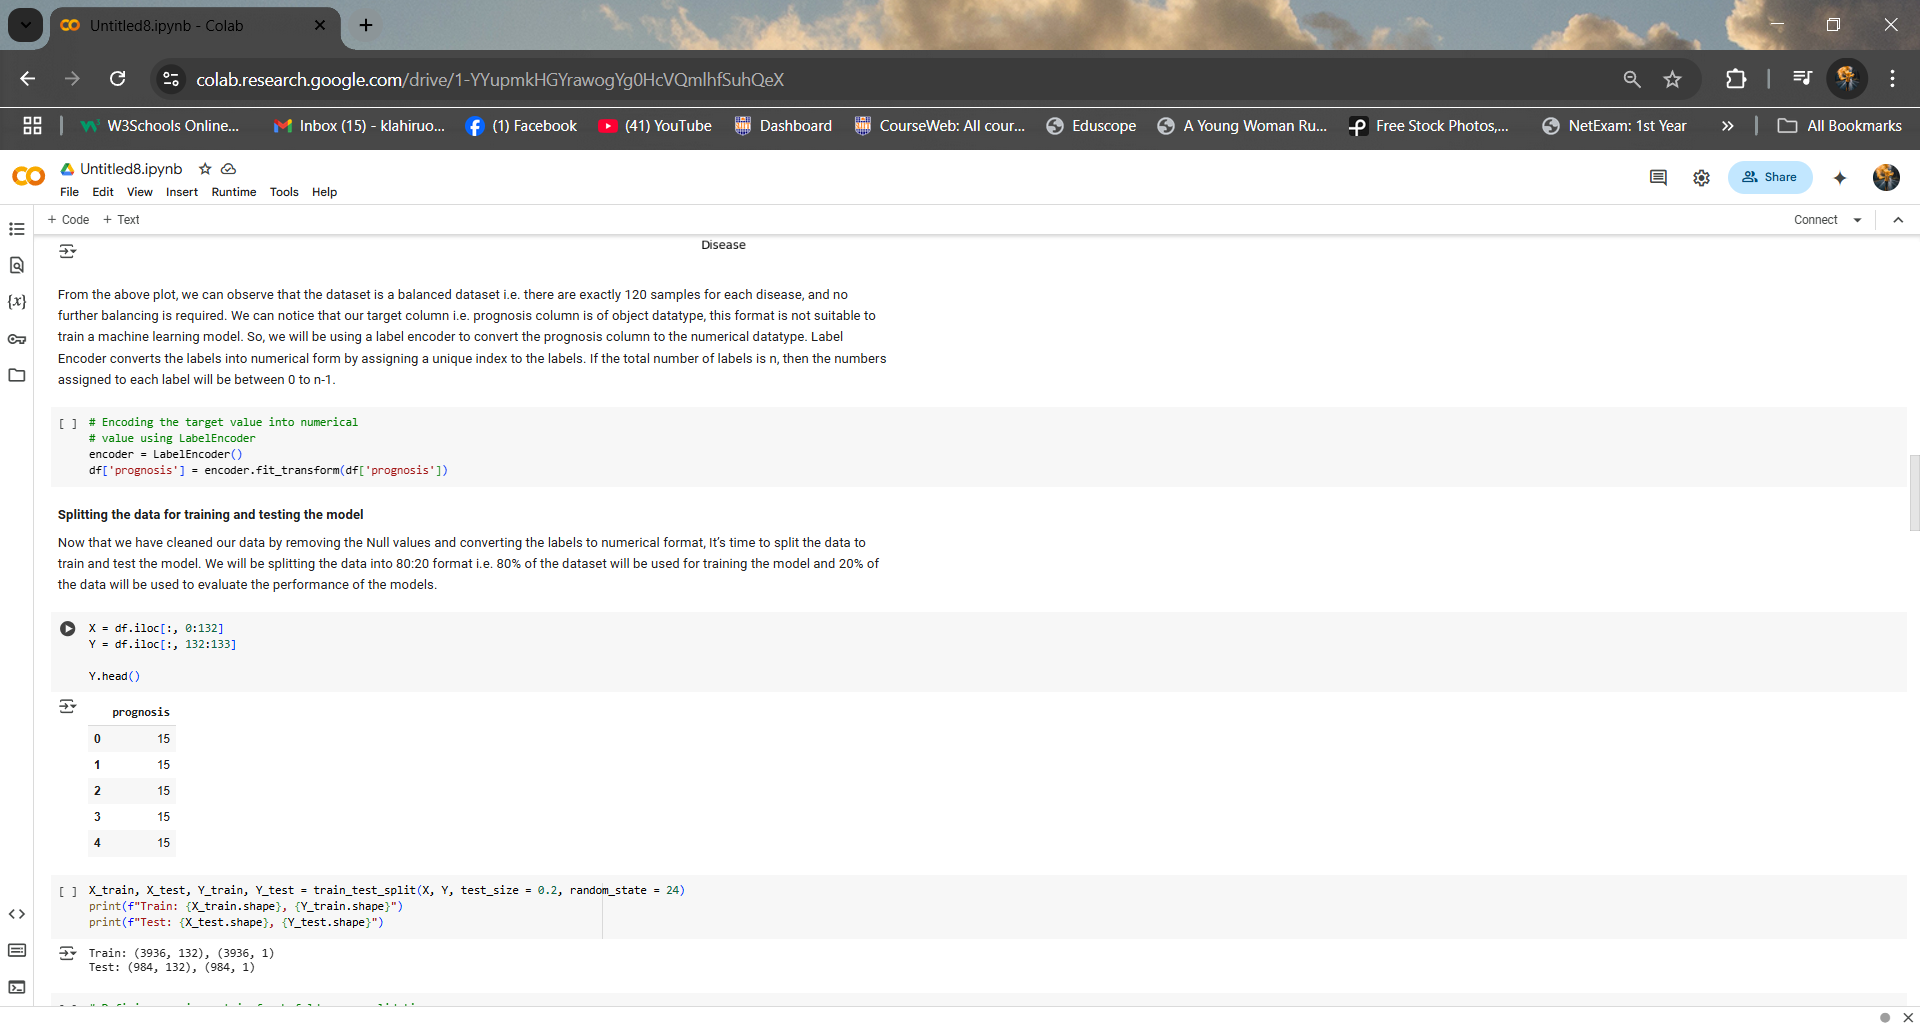 Untitled8.ipynb - Colab
colab.research.google.com/drive/1-YYupmkHGYrawogYg0HcVQmlhfSuhQeX
W3Schools Online... Inbox (15) - klahiruo... (1) Facebook (41) YouTube Dashboard CourseWeb: All cour... Eduscope A Young Woman Ru... Free Stock Photos,... NetExam: 1st Year » All Bookmarks
Untitled8.ipynb
File Edit View Insert Runtime Tools Help
Share
+ Code + Text
Connect
Disease
From the above plot, we can observe that the dataset is a balanced dataset i.e. there are exactly 120 samples for each disease, and no
further balancing is required. We can notice that our target column i.e. prognosis column is of object datatype, this format is not suitable to
train a machine learning model. So, we will be using a label encoder to convert the prognosis column to the numerical datatype. Label
Encoder converts the labels into numerical form by assigning a unique index to the labels. If the total number of labels is n, then the numbers
assigned to each label will be between 0 to n-1.
[ ] # Encoding the target value into numerical
# value using LabelEncoder
encoder = LabelEncoder()
df['prognosis'] = encoder.fit_transform(df['prognosis'])
Splitting the data for training and testing the model
Now that we have cleaned our data by removing the Null values and converting the labels to numerical format, It's time to split the data to
train and test the model. We will be splitting the data into 80:20 format i.e. 80% of the dataset will be used for training the model and 20% of
the data will be used to evaluate the performance of the models.
X = df.iloc[:, 0:132]
Y = df.iloc[:, 132:133]
Y.head()
prognosis
0 15
1 15
2 15
3 15
4 15
[ ] X_train, X_test, Y_train, Y_test = train_test_split(X, Y, test_size = 0.2, random_state = 24)
print(f"Train: {X_train.shape}, {Y_train.shape}")
print(f"Test: {X_test.shape}, {Y_test.shape}")
Train: (3936, 132), (3936, 1)
Test: (984, 132), (984, 1)